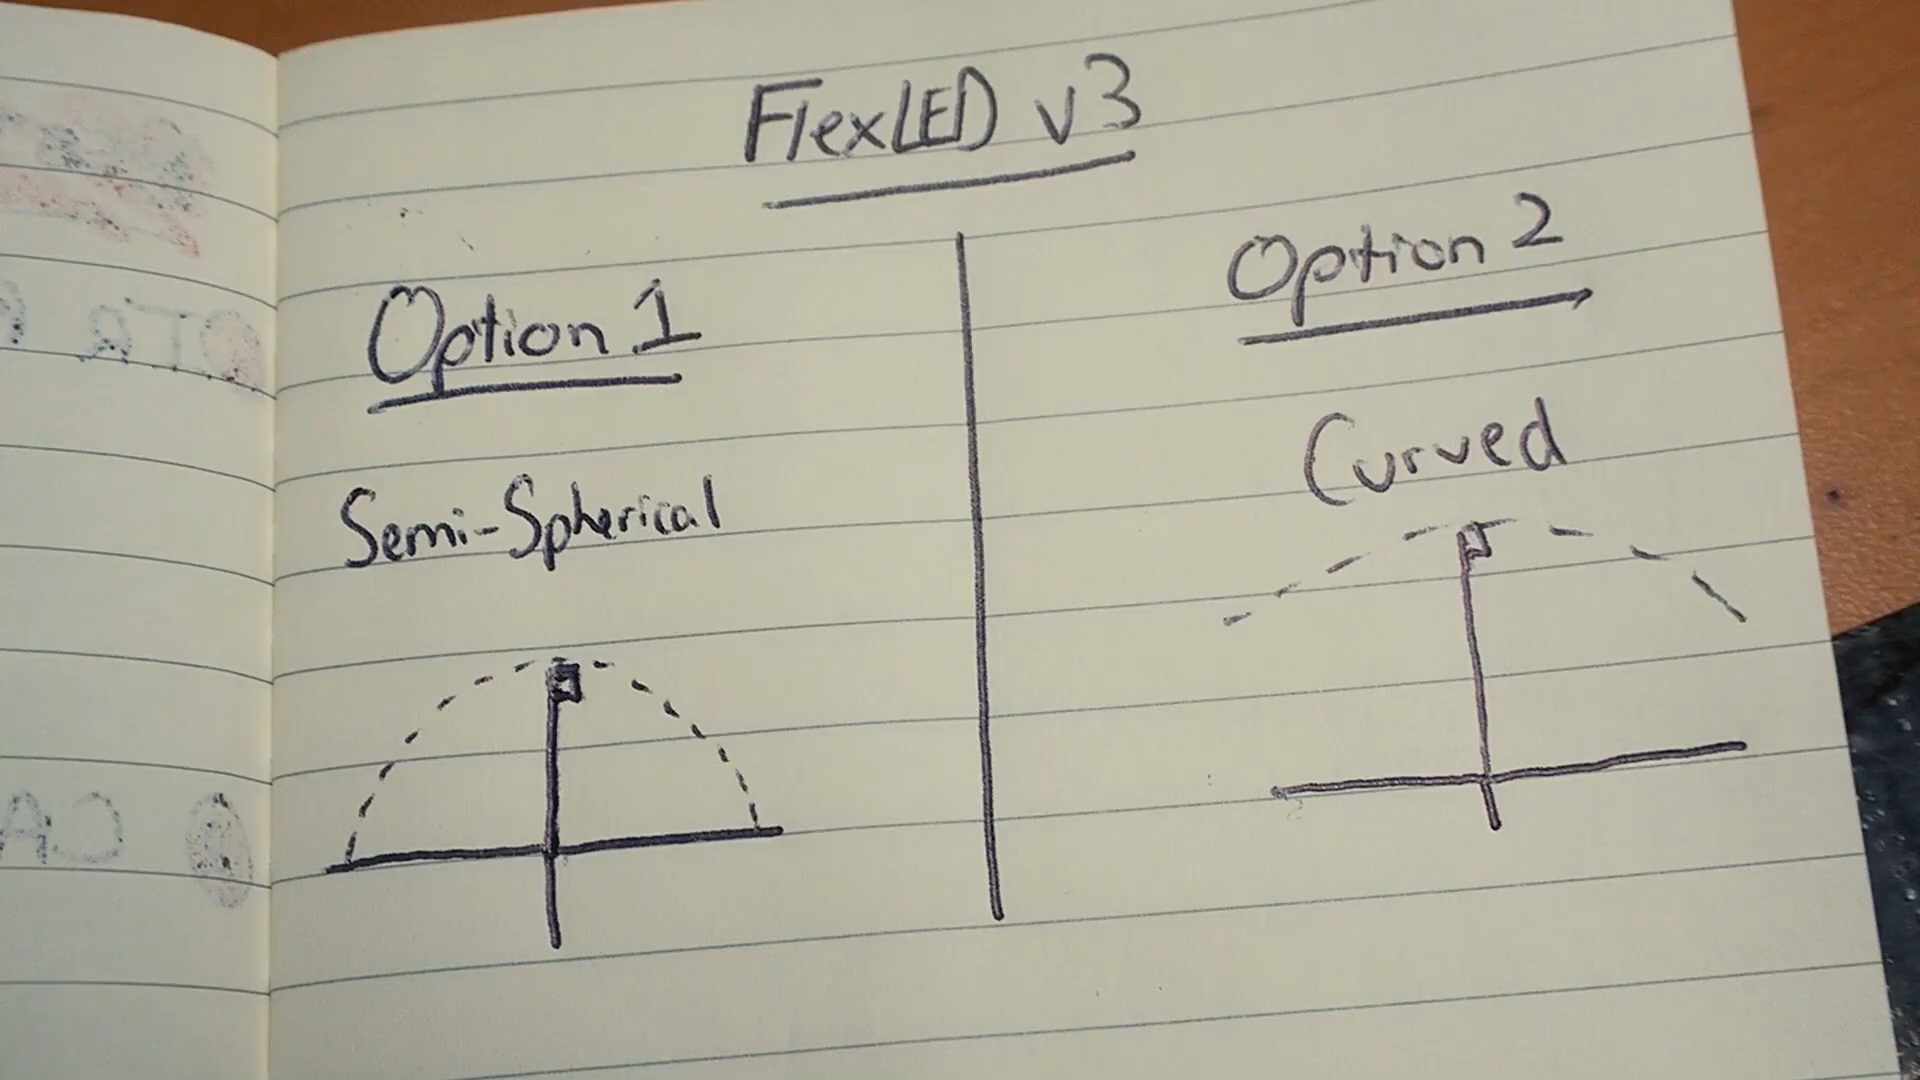 FlexLED v3
Option 1
Semi-Spherical
Option 2
Curved